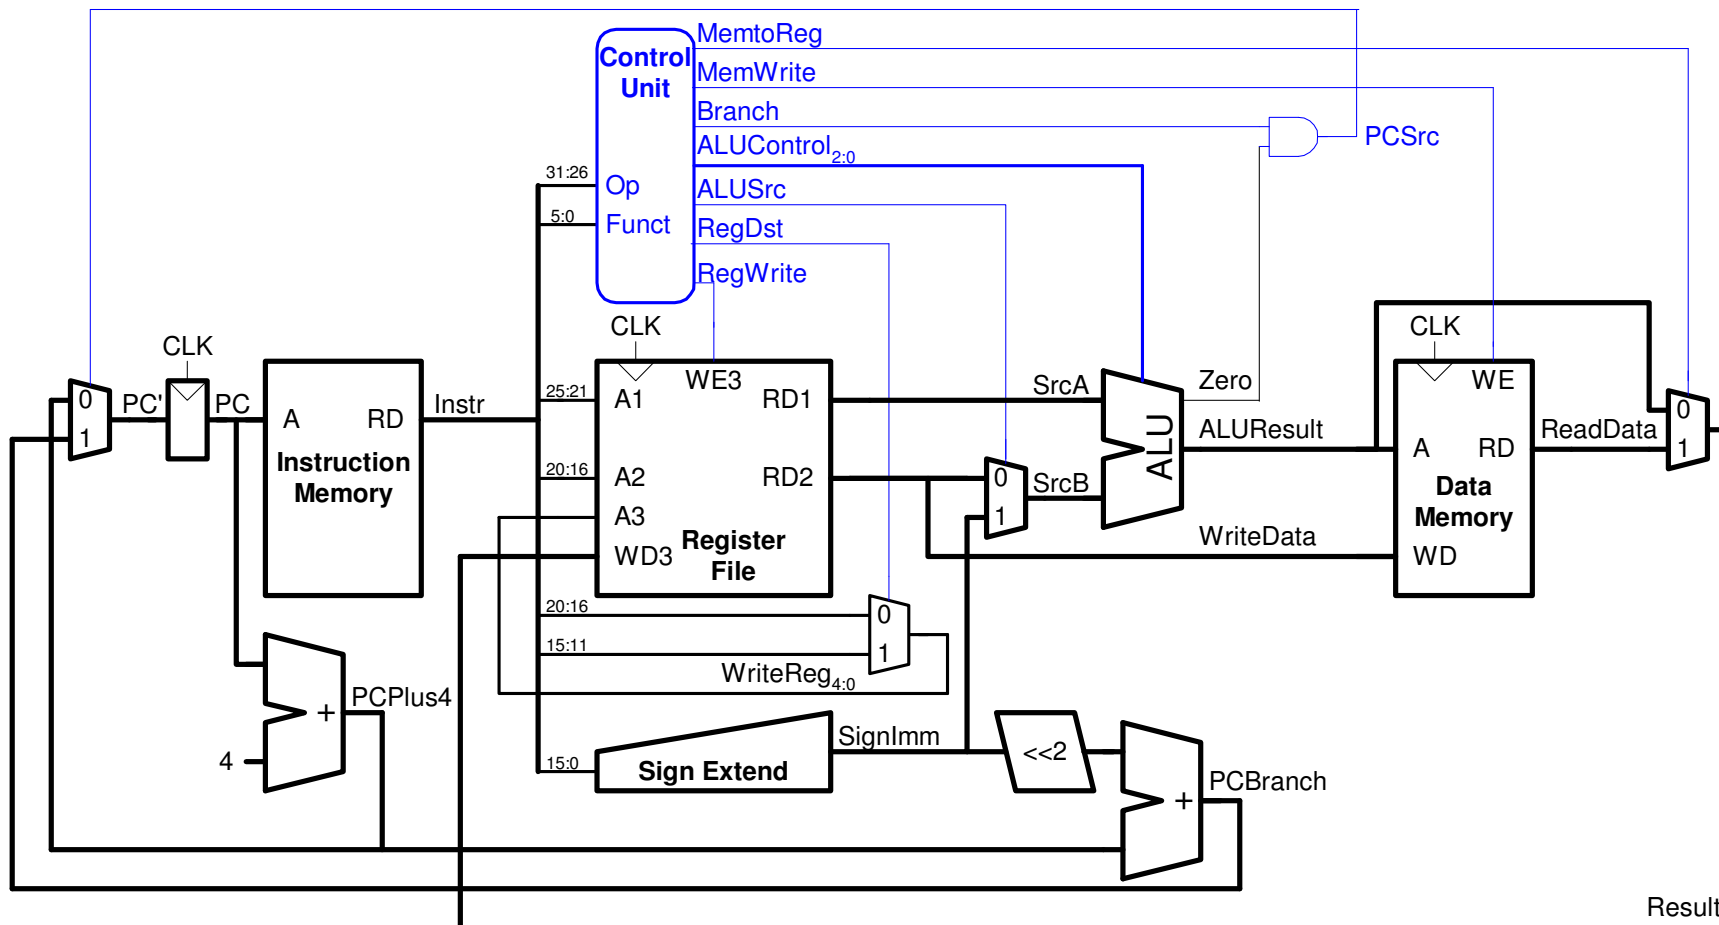 MemtoReg
Control
Unit
MemWrite
Branch
ALUControl2:0
PCSrc
31:26
Op
ALUSrc
5:0
Funct
RegDst
RegWrite
CLK
CLK
CLK
WE3
WE
Zero
0
PC'
PC
A
RD
Instr
25:21
A1
RD1
SrcA
0
1
ALU
ALUResult
A
RD
ReadData
1
Instruction
Memory
20:16
A2
RD2
0
SrcB
Data
Memory
A3
1
Register
File
WD3
WriteData
WD
20:16
0
15:11
1
WriteReg4:0
PCPlus4
+
4
SignImm
15:0
Sign Extend
<<2
PCBranch
+
Result